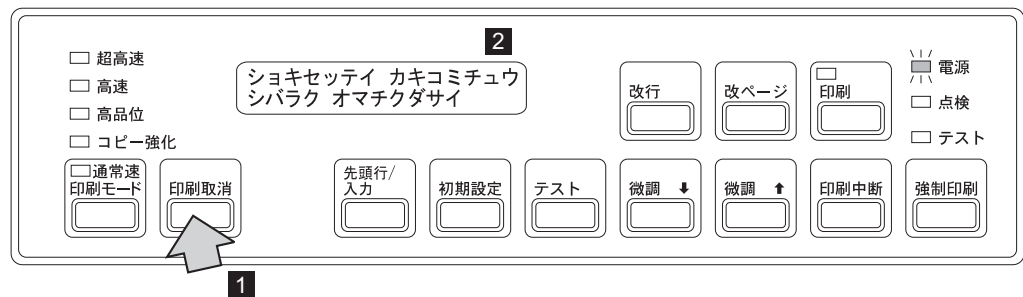 2
超高速
高速
高品位
コピー強化
ショキセッテイ カキコミチュウ
シバラク オマチクダサイ
改行
改ページ
印刷
電源
点検
テスト
通常速
印刷モード
印刷取消
先頭行/
入力
初期設定
テスト
微調 ⬇
微調 ⬆
印刷中断
強制印刷
1